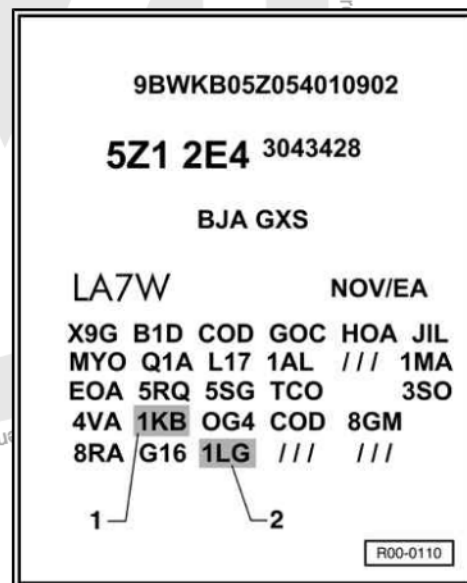 9BWKB05Z054010902
5Z1 2E4 3043428
BJA GXS
LA7W NOV/EA
X9G B1D COD GOC HOA JIL
MYO Q1A L17 1AL /// 1MA
EOA 5RQ 5SG TCO 3SO
4VA 1KB OG4 COD 8GM
8RA G16 1LG /// ///
1 2
R00-0110